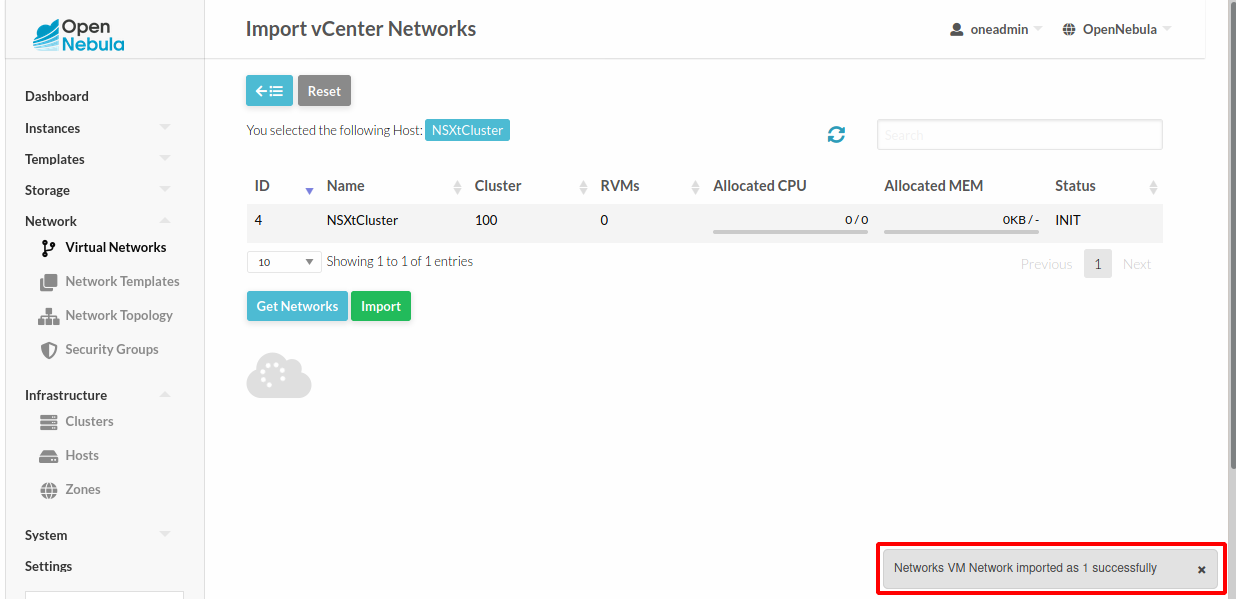 Open
Nebula
Import vCenter Networks
oneadmin
OpenNebula
Dashboard
Instances
Templates
Storage
Network
Virtual Networks
Network Templates
Network Topology
Security Groups
Infrastructure
Clusters
Hosts
Zones
System
Settings
Reset
You selected the following Host: NSXtCluster
Search
ID Name Cluster RVMs Allocated CPU Allocated MEM Status
4 NSXtCluster 100 0 0 / 0 0KB / - INIT
10 Showing 1 to 1 of 1 entries
Previous 1 Next
Get Networks Import
Networks VM Network imported as 1 successfully ×